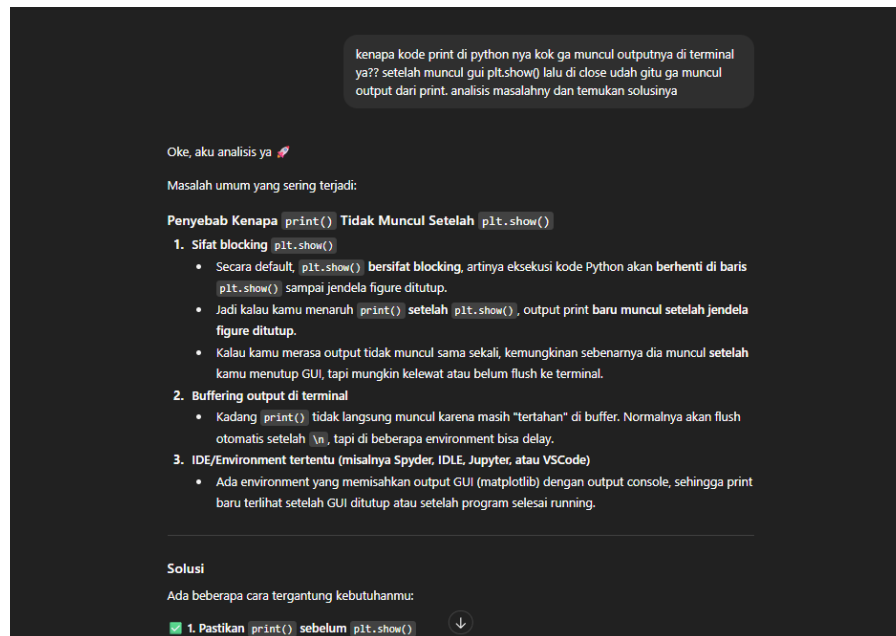 kenapa kode print di python nya kok ga muncul outputnya di terminal
ya?? setelah muncul gui plt.show() lalu di close udah gitu ga muncul
output dari print. analisis masalahny dan temukan solusinya
Oke, aku analisis ya 🚀
Masalah umum yang sering terjadi:
Penyebab Kenapa print() Tidak Muncul Setelah plt.show()
1. Sifat blocking plt.show()
• Secara default, plt.show() bersifat blocking, artinya eksekusi kode Python akan berhenti di baris
plt.show() sampai jendela figure ditutup.
• Jadi kalau kamu menaruh print() setelah plt.show(), output print baru muncul setelah jendela
figure ditutup.
• Kalau kamu merasa output tidak muncul sama sekali, kemungkinan sebenarnya dia muncul setelah
kamu menutup GUI, tapi mungkin kelewat atau belum flush ke terminal.
2. Buffering output di terminal
• Kadang print() tidak langsung muncul karena masih "tertahan" di buffer. Normalnya akan flush
otomatis setelah \n, tapi di beberapa environment bisa delay.
3. IDE/Environment tertentu (misalnya Spyder, IDLE, Jupyter, atau VSCode)
• Ada environment yang memisahkan output GUI (matplotlib) dengan output console, sehingga print
baru terlihat setelah GUI ditutup atau setelah program selesai running.
Solusi
Ada beberapa cara tergantung kebutuhanmu:
✅ 1. Pastikan print() sebelum plt.show()